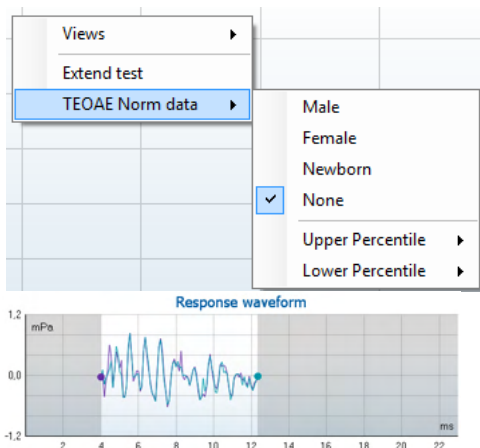 Views
Extend test
TEOAE Norm data
Male
Female
Newborn
None
Upper Percentile
Lower Percentile
Response waveform
1,2
mPa
0,0
-1,2
ms
2 4 6 8 10 12 14 16 18 20 22